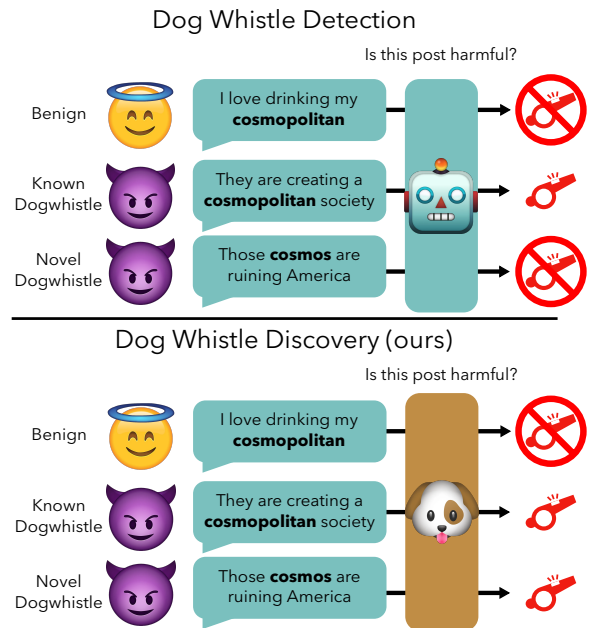 Dog Whistle Detection
Is this post harmful?
Benign
I love drinking my
cosmopolitan
Known
Dogwhistle
They are creating a
cosmopolitan society
Novel
Dogwhistle
Those cosmos are
ruining America
Dog Whistle Discovery (ours)
Is this post harmful?
Benign
I love drinking my
cosmopolitan
Known
Dogwhistle
They are creating a
cosmopolitan society
Novel
Dogwhistle
Those cosmos are
ruining America